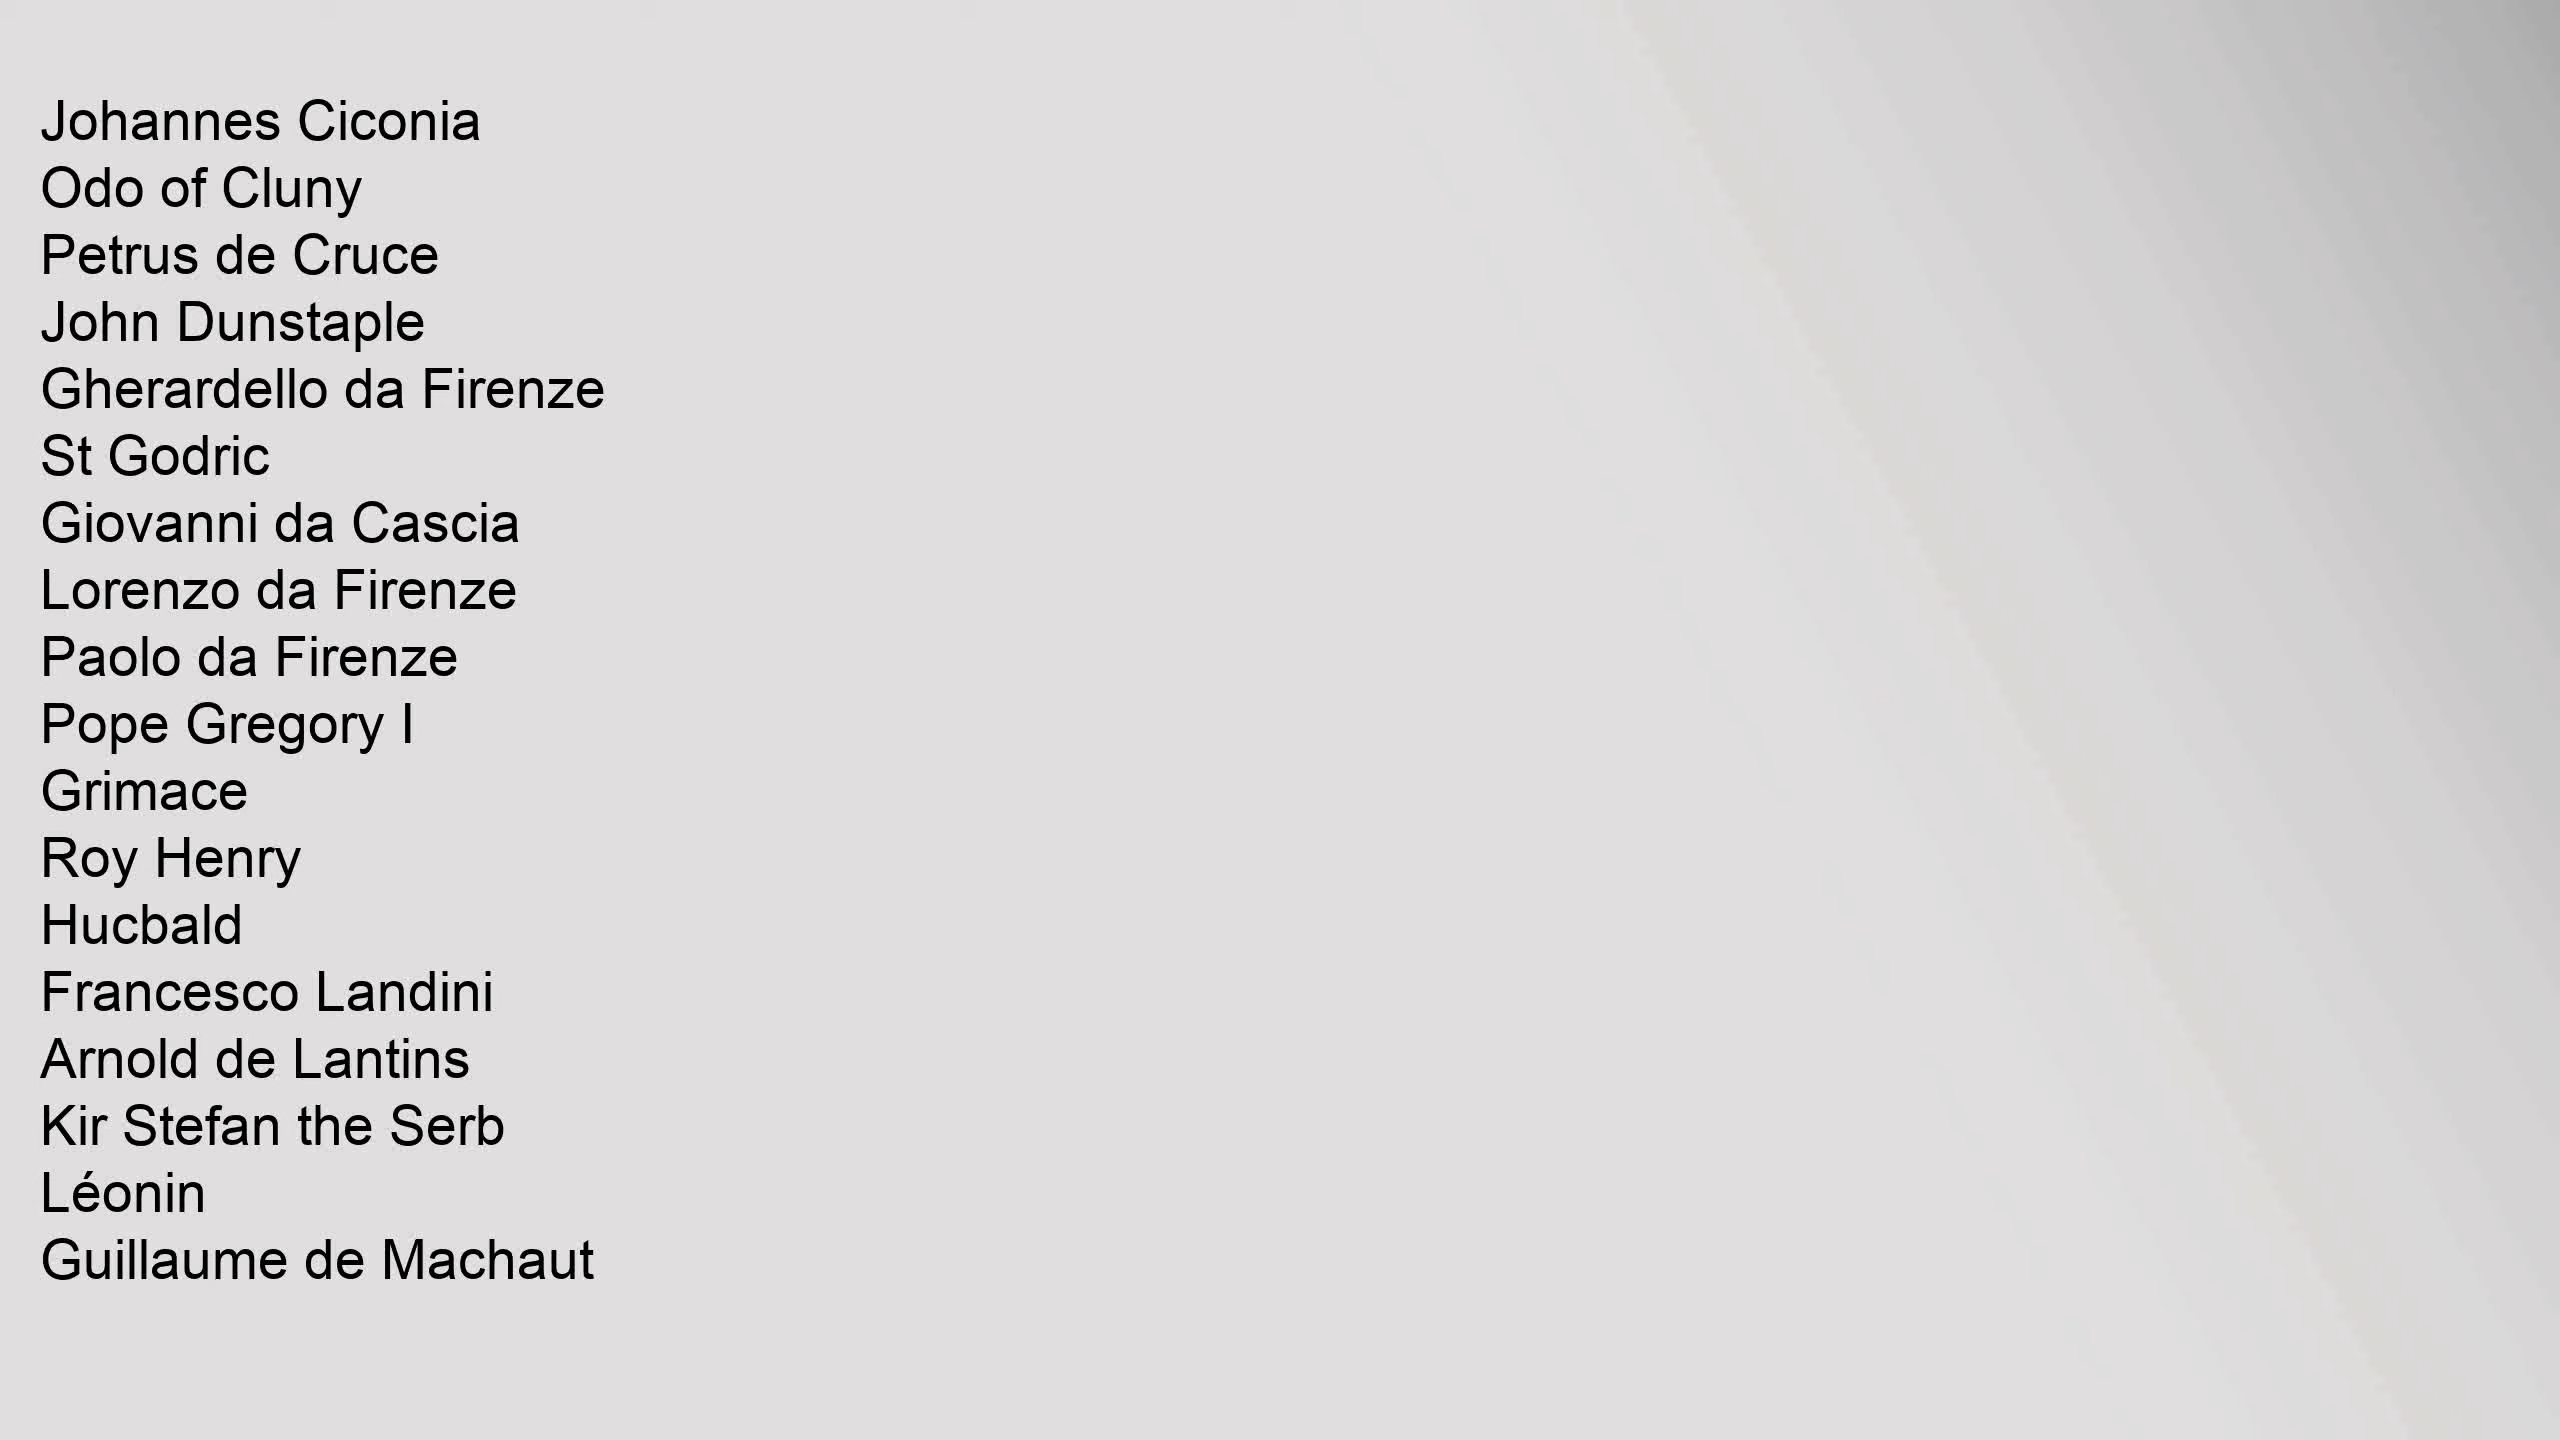 Johannes Ciconia
Odo of Cluny
Petrus de Cruce
John Dunstaple
Gherardello da Firenze
St Godric
Giovanni da Cascia
Lorenzo da Firenze
Paolo da Firenze
Pope Gregory I
Grimace
Roy Henry
Hucbald
Francesco Landini
Arnold de Lantins
Kir Stefan the Serb
Léonin
Guillaume de Machaut